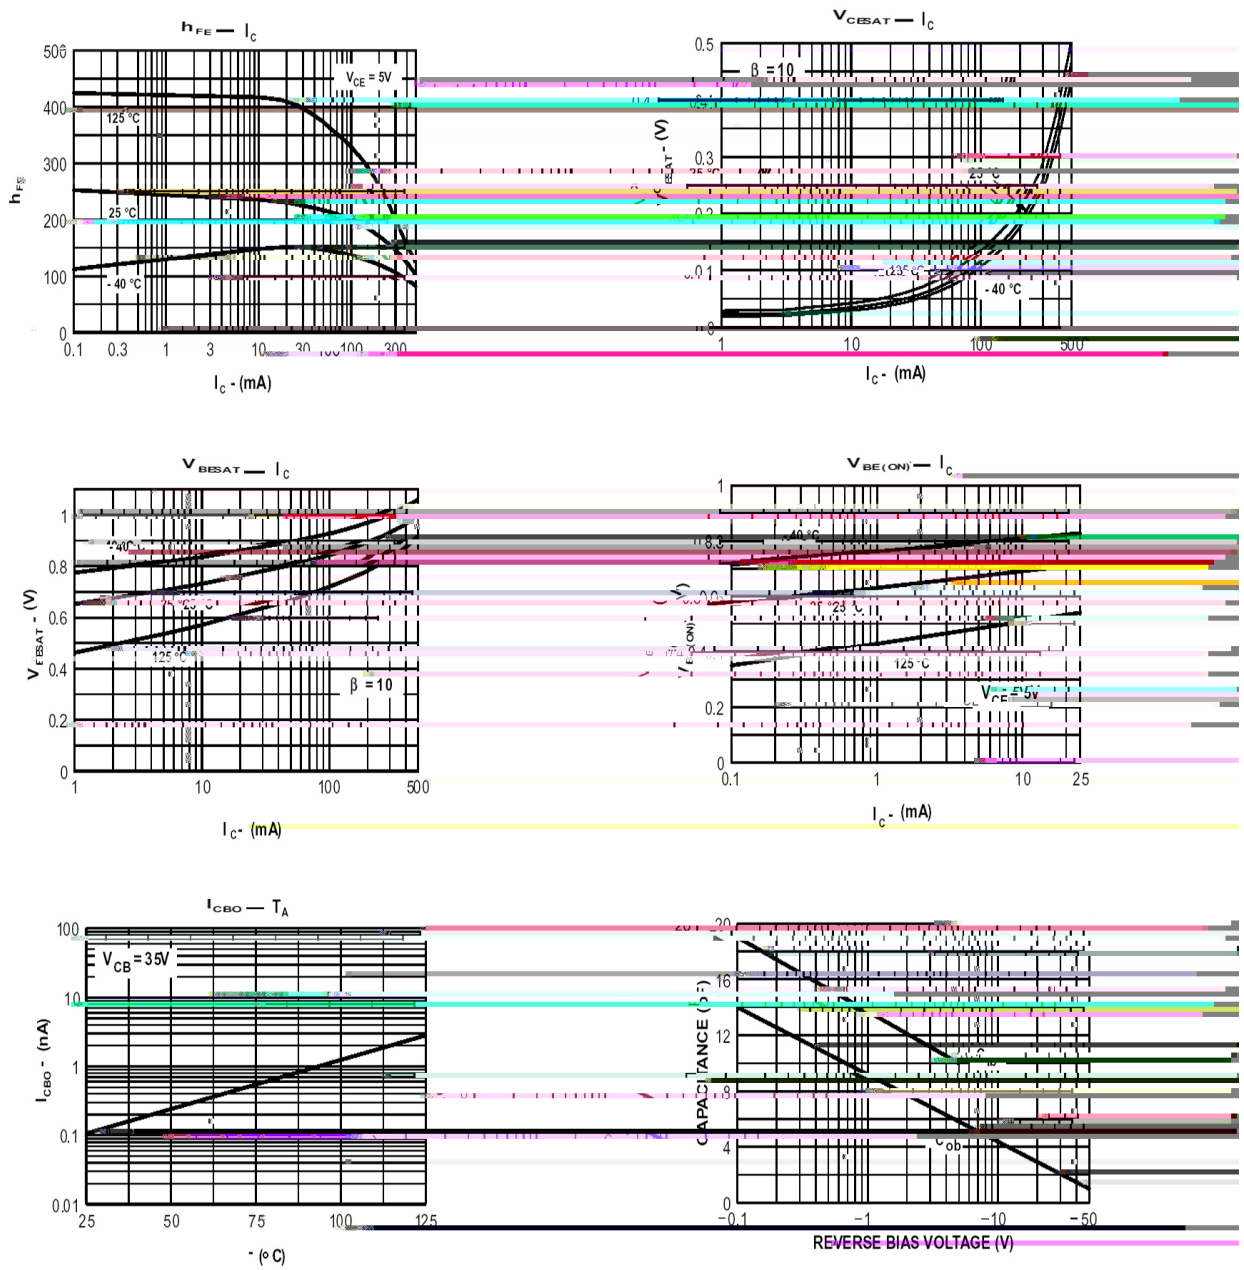 hFE — IC
500
VCE = 5V
400
125 °C
300
hFE
200
25 °C
100
- 40 °C
0
0.1 0.3 1 3 10 30 100 300
IC - (mA)
VCESAT — IC
0.5
β = 10
0.3
25 °C
- 40 °C
1 10 100 500
IC - (mA)
VBESAT — IC
1
0.8
0.6
0.4
125 °C
β = 10
0.2
0
1 10 100 500
IC - (mA)
VBE(ON) — IC
1
-40 °C
25 °C
125 °C
0.2
0
0.1 1 10 25
IC - (mA)
ICBO — TA
100
VCB = 35V
10
ICBO - (nA)
1
0.1
0.01
25 50 75 100 125
- (° C)
20
16
12
CAPACITANCE (pF)
8
Cob
4
0
–0.1 –1 –10 –50
REVERSE BIAS VOLTAGE (V)